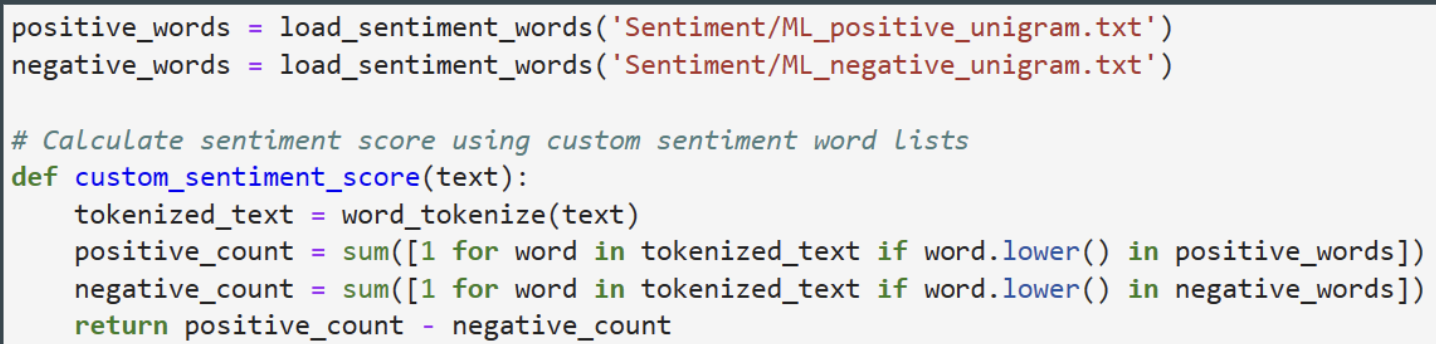 positive_words = load_sentiment_words('Sentiment/ML_positive_unigram.txt')
negative_words = load_sentiment_words('Sentiment/ML_negative_unigram.txt')
# Calculate sentiment score using custom sentiment word lists
def custom_sentiment_score(text):
    tokenized_text = word_tokenize(text)
    positive_count = sum([1 for word in tokenized_text if word.lower() in positive_words])
    negative_count = sum([1 for word in tokenized_text if word.lower() in negative_words])
    return positive_count - negative_count